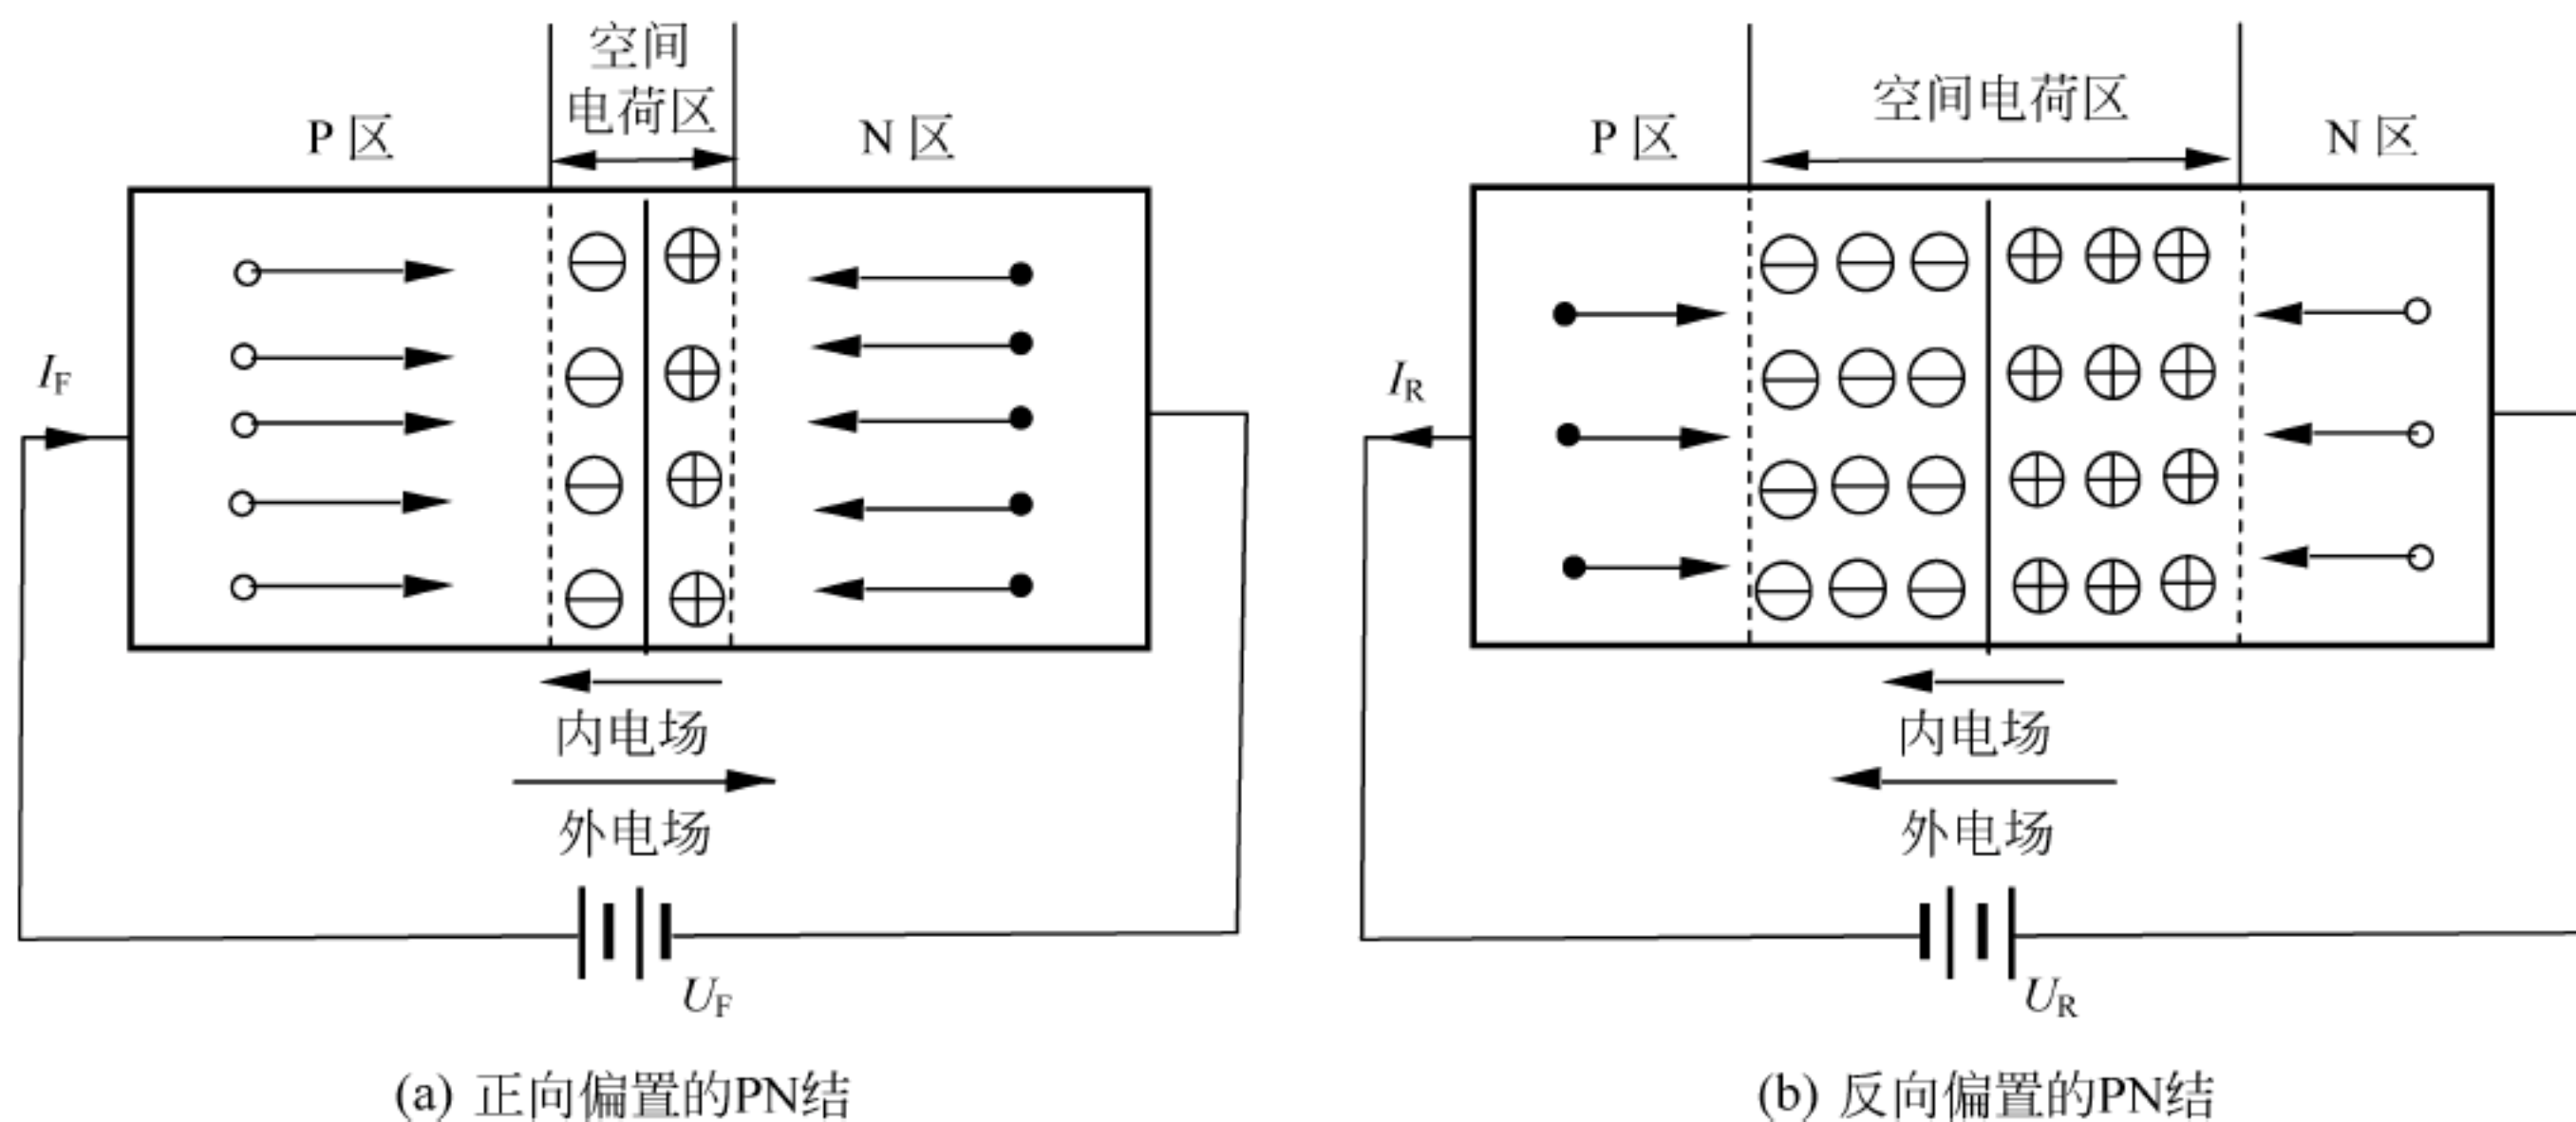 空间
电荷区
P 区
N 区
I_F
内电场
外电场
U_F
(a) 正向偏置的PN结
空间电荷区
P 区
N 区
I_R
内电场
外电场
U_R
(b) 反向偏置的PN结